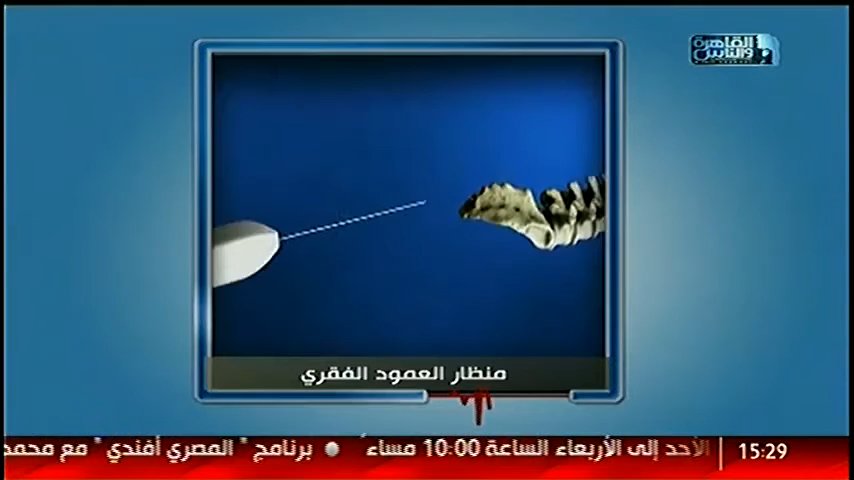 القاهرة
والناس
منظار العمود الفقري
الأحد إلى الأربعاء الساعة 10:00 مساءً ● برنامج " المصري أفندي " مع محمد
15:29